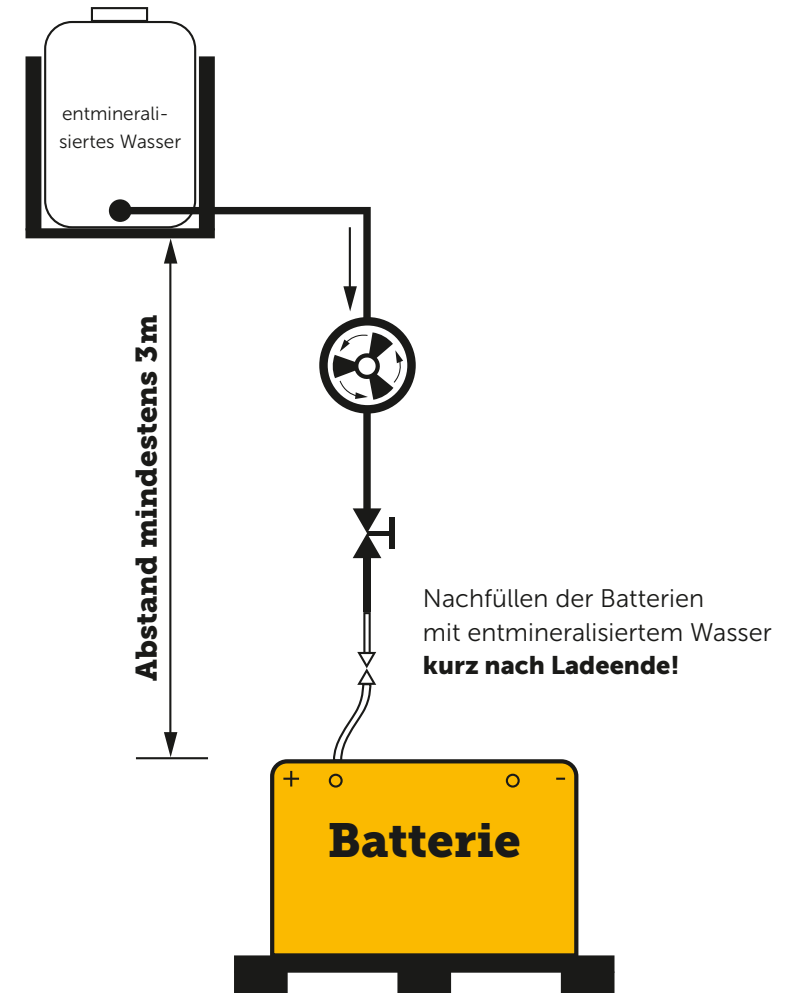 entminerali-
siertes Wasser
Abstand mindestens 3m
Nachfüllen der Batterien
mit entmineralisiertem Wasser
kurz nach Ladeende!
+ -
Batterie